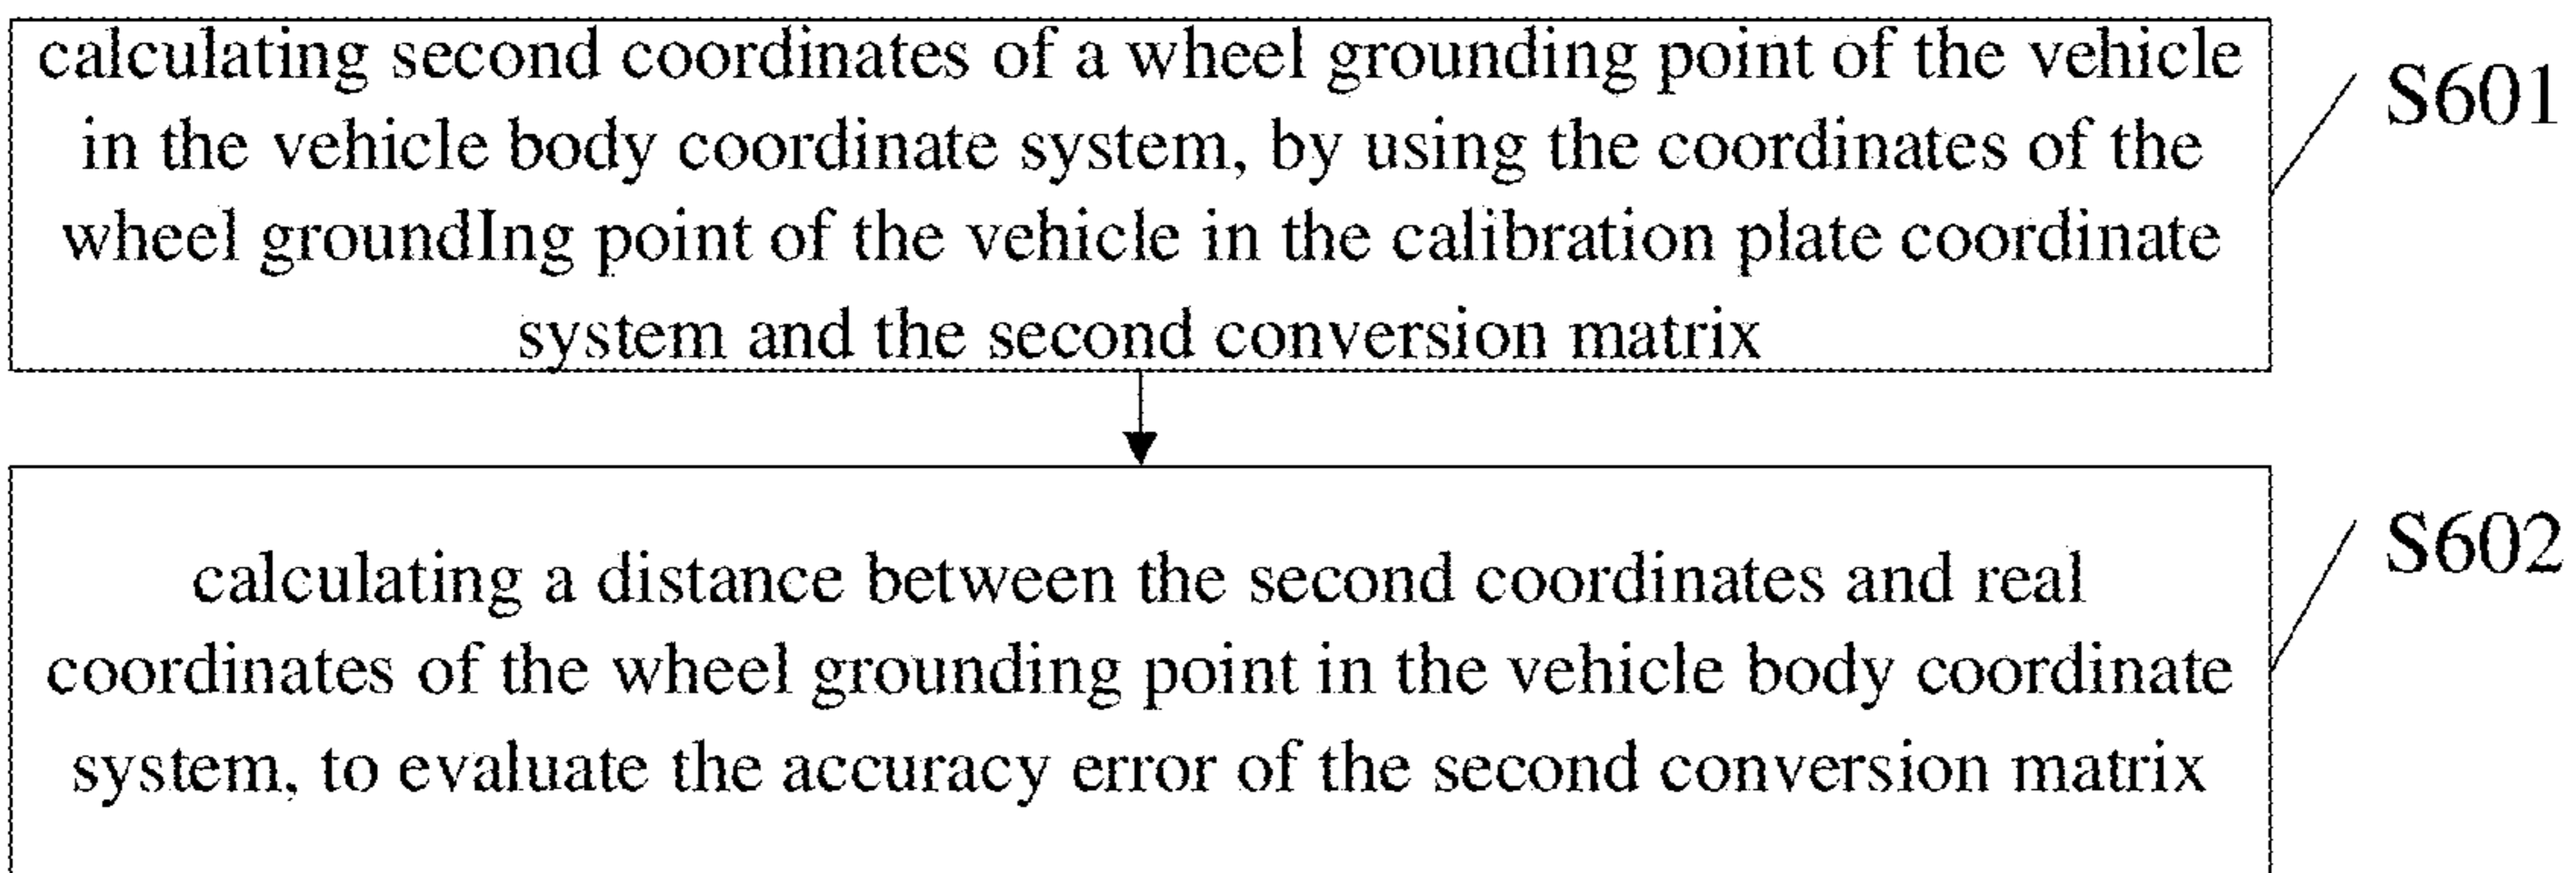 calculating second coordinates of a wheel grounding point of the vehicle
in the vehicle body coordinate system, by using the coordinates of the
wheel groundIng point of the vehicle in the calibration plate coordinate
system and the second conversion matrix
S601
calculating a distance between the second coordinates and real
coordinates of the wheel grounding point in the vehicle body coordinate
system, to evaluate the accuracy error of the second conversion matrix
S602